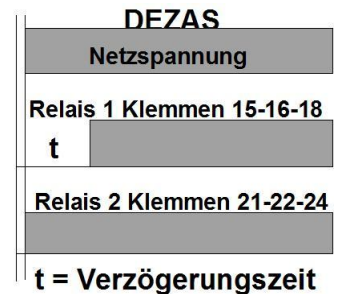 DEZAS
Netzspannung
Relais 1 Klemmen 15-16-18
t
Relais 2 Klemmen 21-22-24
t = Verzögerungszeit